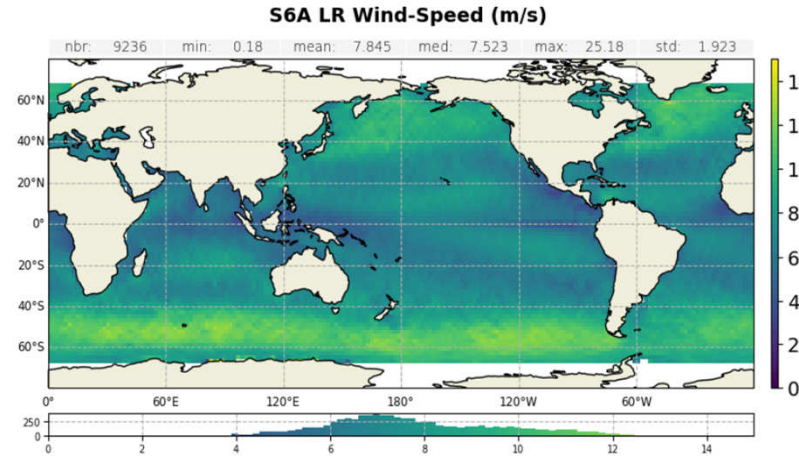 S6A LR Wind-Speed (m/s)
nbr: 9236 min: 0.18 mean: 7.845 med: 7.523 max: 25.18 std: 1.923
60°N
40°N
20°N
0°
20°S
40°S
60°S
0° 60°E 120°E 180° 120°W 60°W
1
1
1
8
6
4
2
0
250
0
0 2 4 6 8 10 12 14